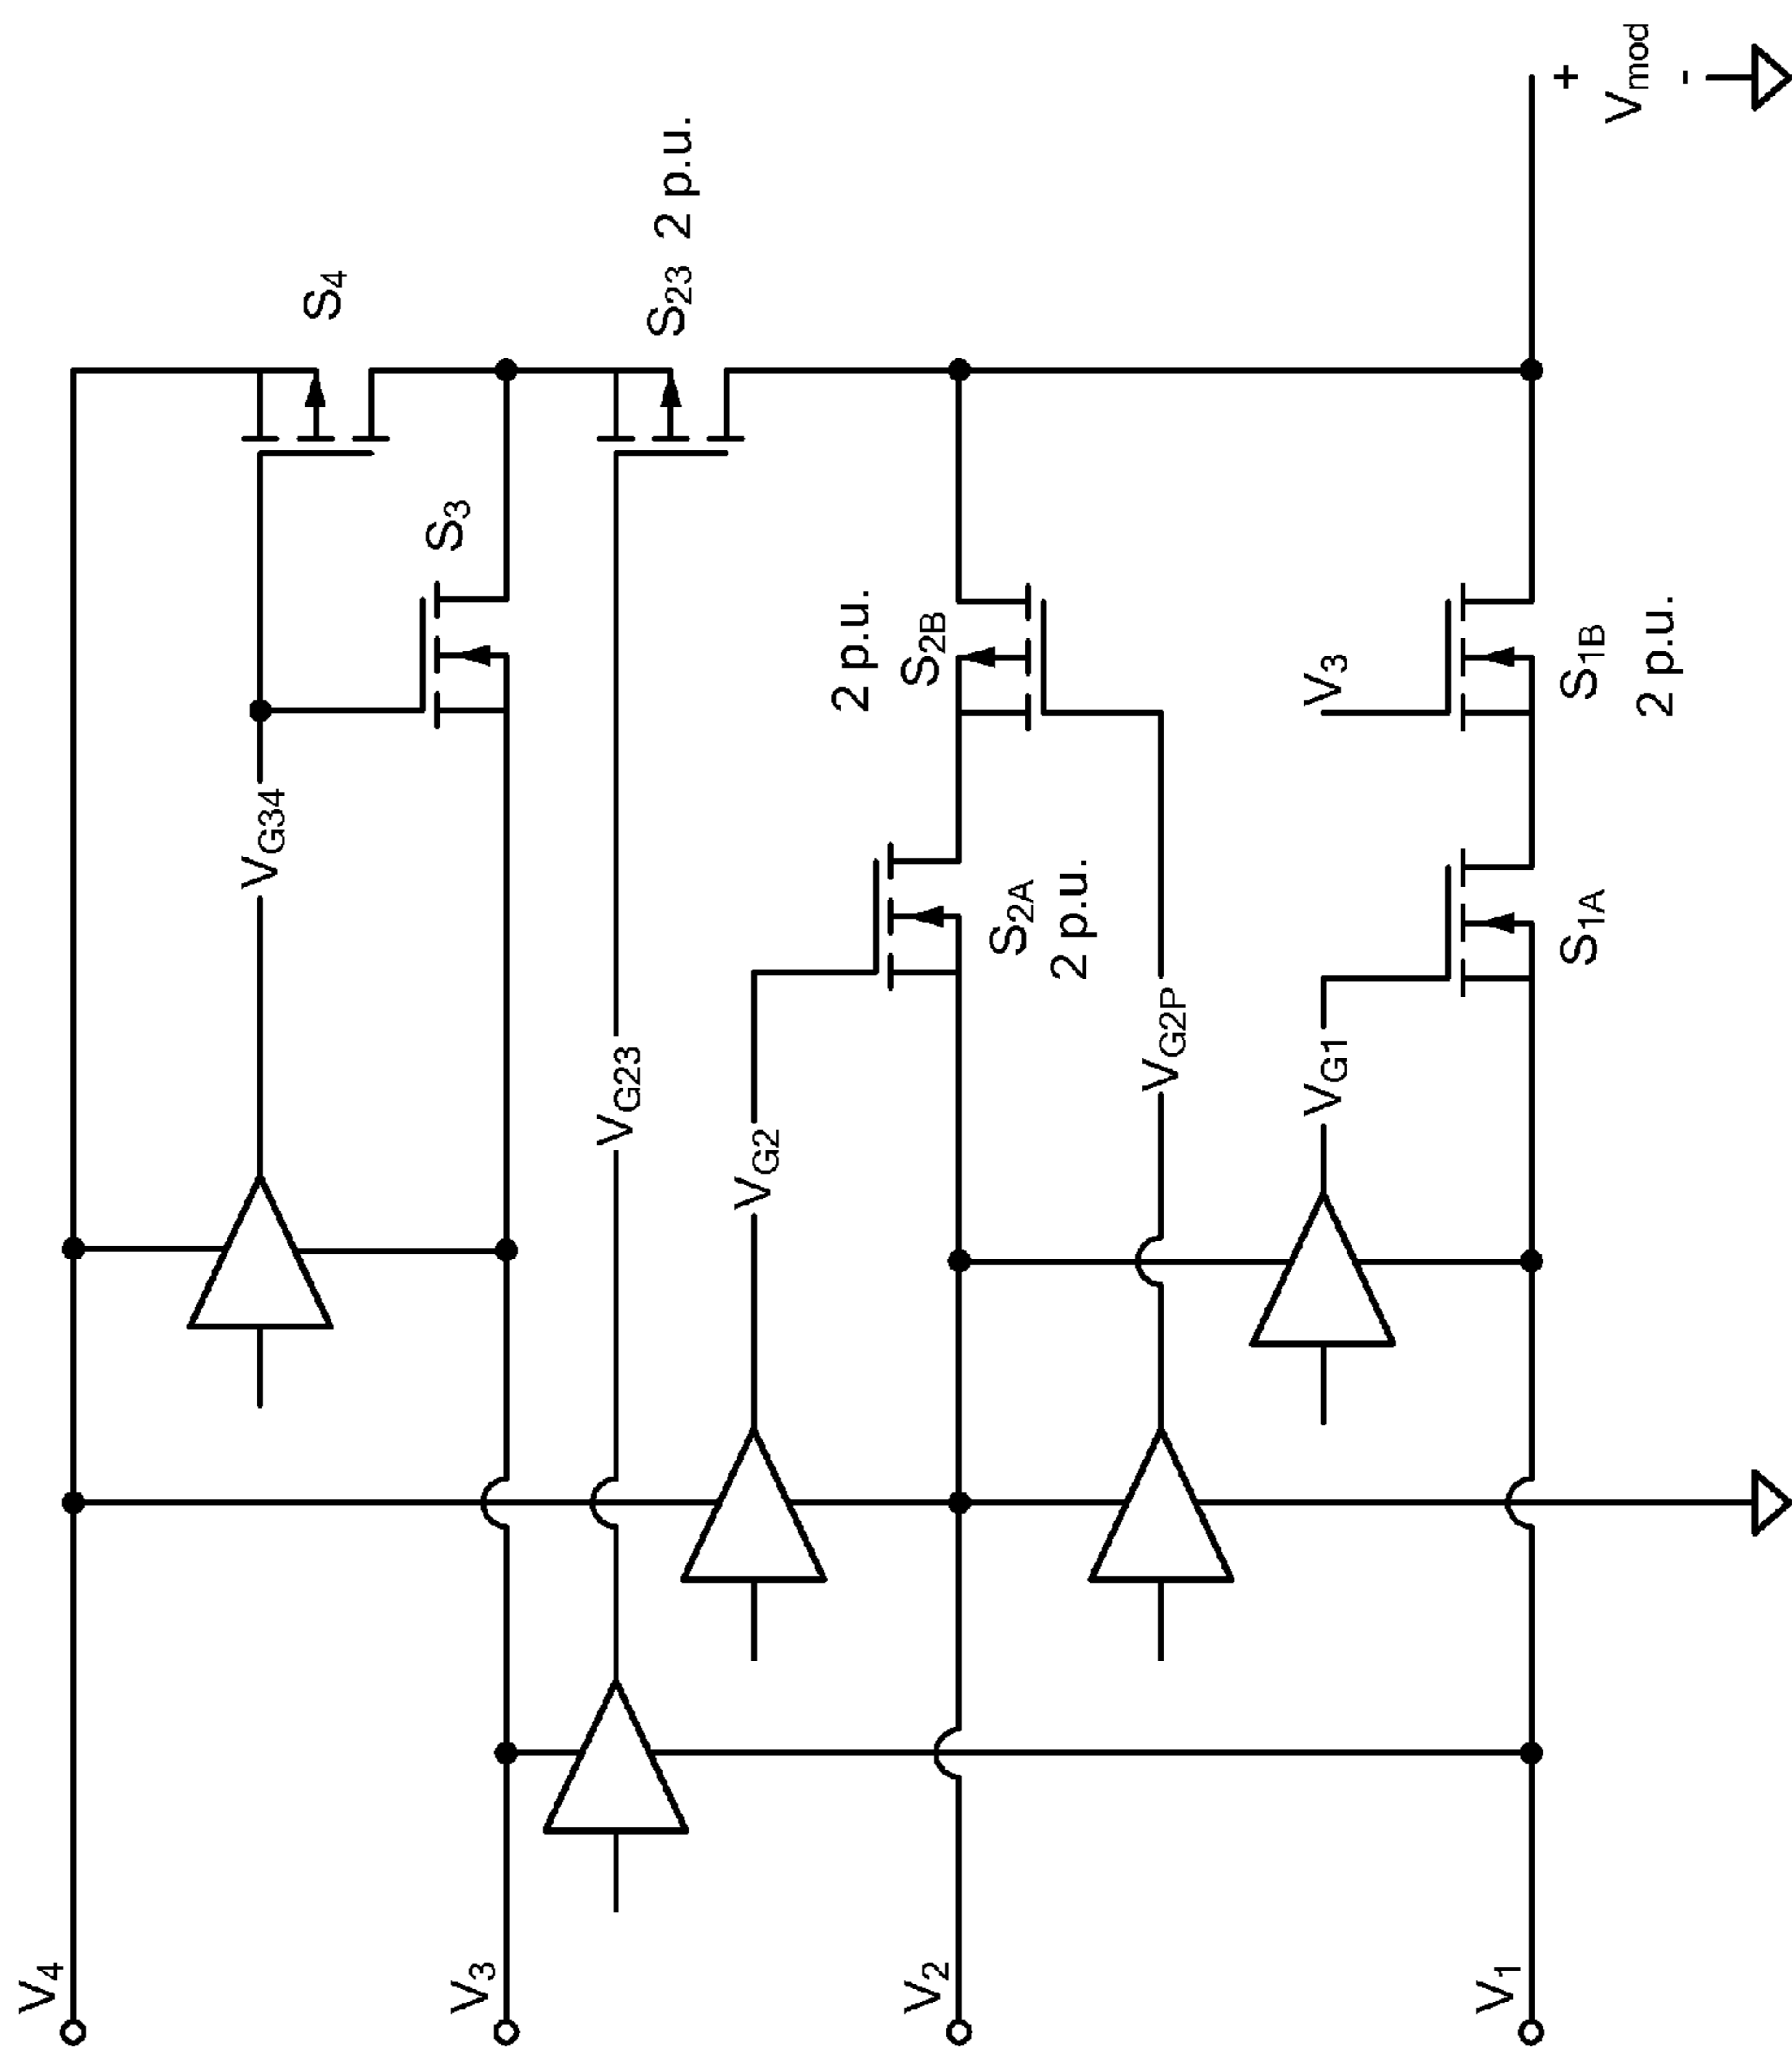 V4
V3
V2
V1
VG34
VG23
VG2
VG2P
VG1
S4
S3
S23 2 p.u.
2 p.u.
S2B
S2A
2 p.u.
V3
S1B
2 p.u.
S1A
+
Vmod
-